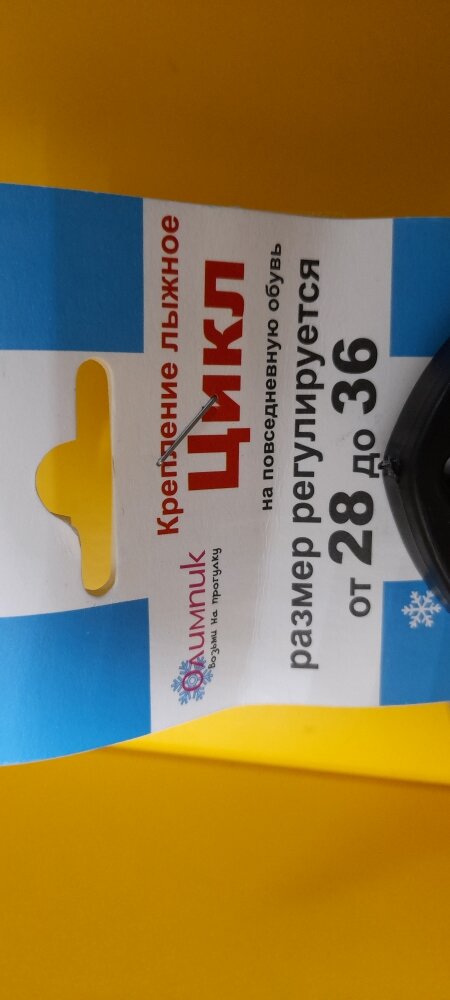 Крепление лыжное
Цикл
на повседневную обувь
размер регулируется
от 28 до 36
Олимпик
возьми на прогулку